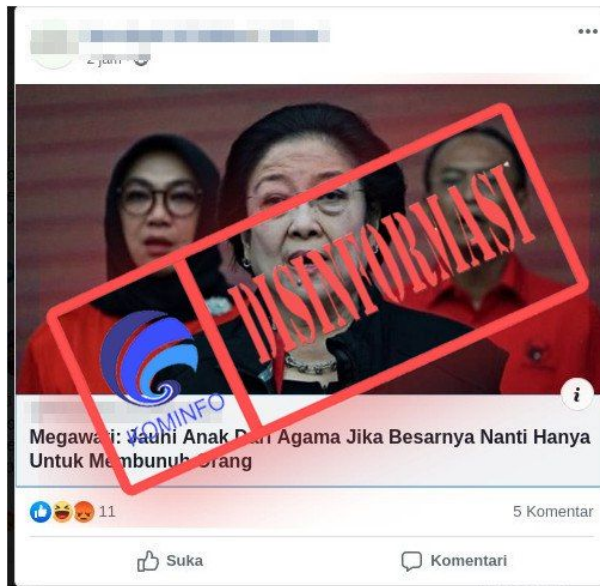 2 jam
DISINFORMASI
KOMINFO
Megawati: Jauhi Anak Dari Agama Jika Besarnya Nanti Hanya
Untuk Membunuh Orang
11
5 Komentar
Suka
Komentari